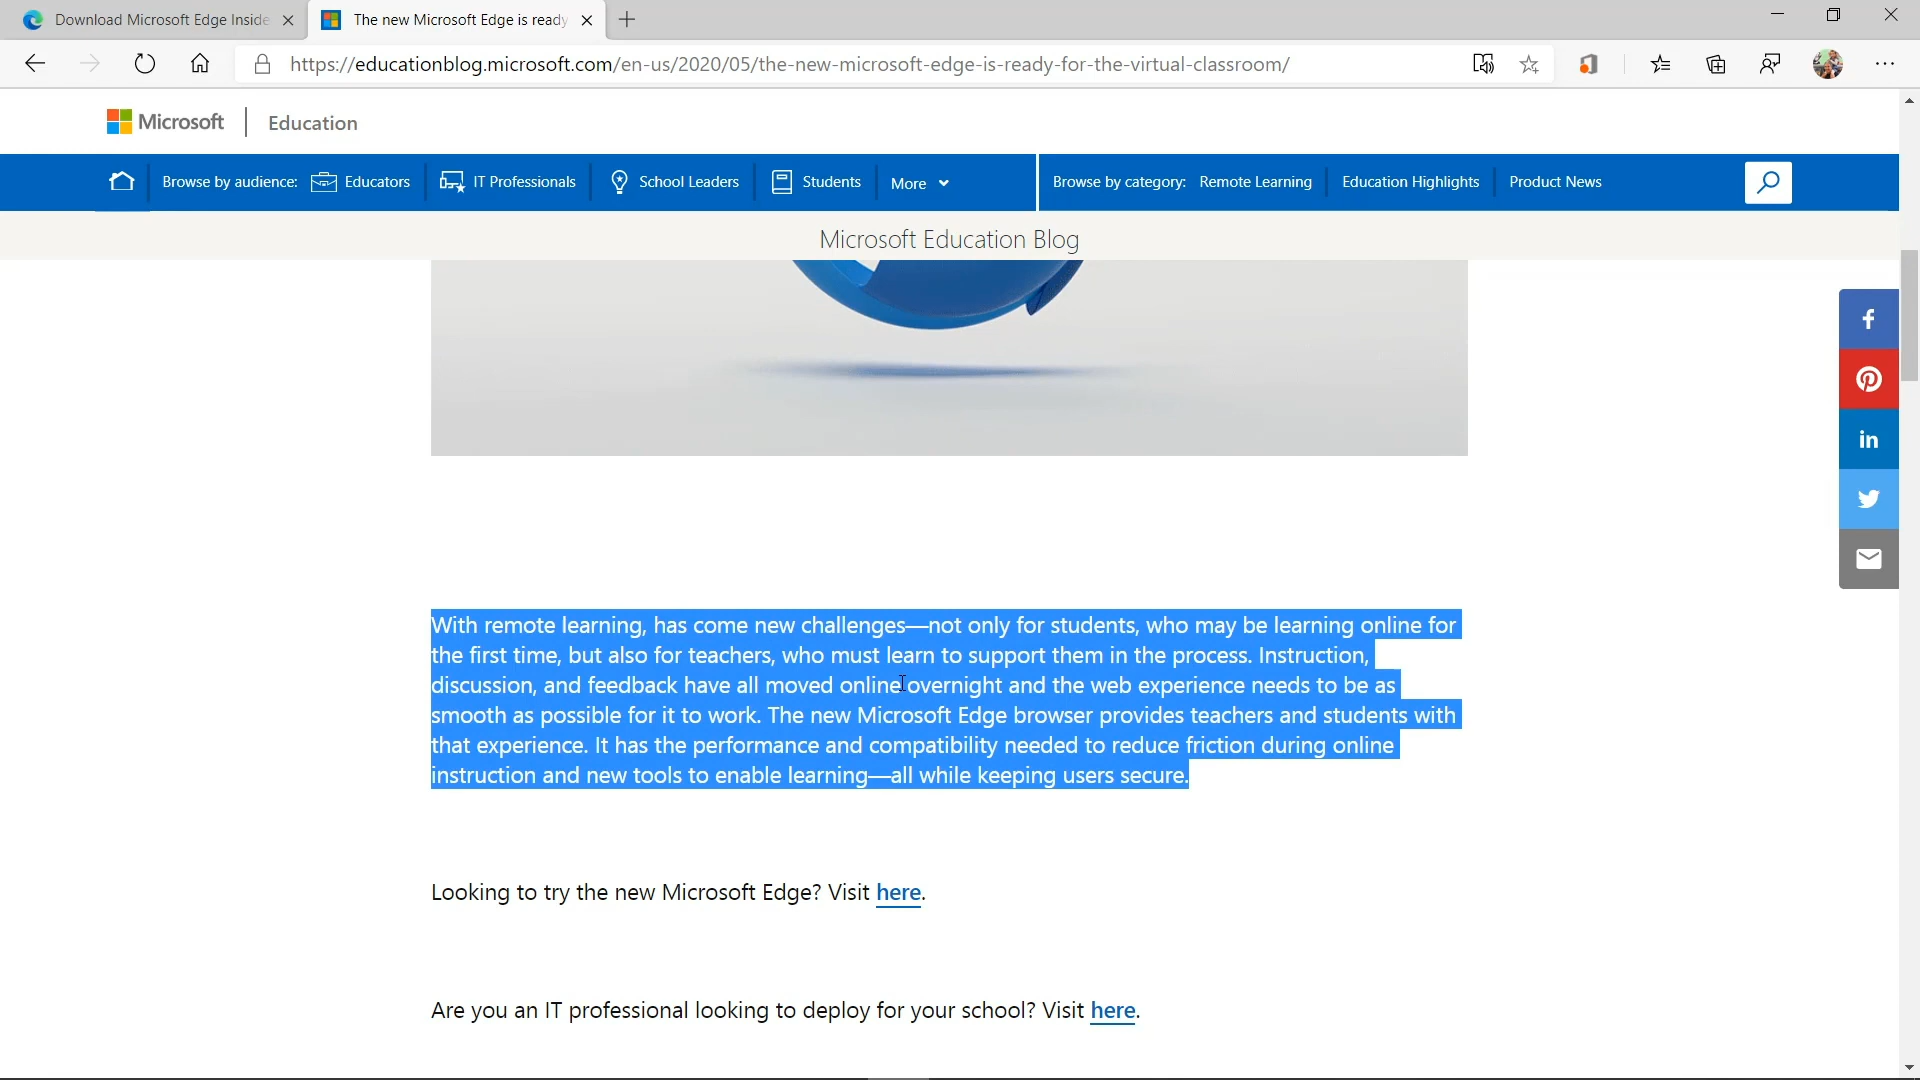 Download Microsoft Edge Inside
The new Microsoft Edge is ready
https://educationblog.microsoft.com/en-us/2020/05/the-new-microsoft-edge-is-ready-for-the-virtual-classroom/
Microsoft Education
Browse by audience: Educators IT Professionals School Leaders Students More Browse by category: Remote Learning Education Highlights Product News
Microsoft Education Blog
With remote learning, has come new challenges—not only for students, who may be learning online for
the first time, but also for teachers, who must learn to support them in the process. Instruction,
discussion, and feedback have all moved online overnight and the web experience needs to be as
smooth as possible for it to work. The new Microsoft Edge browser provides teachers and students with
that experience. It has the performance and compatibility needed to reduce friction during online
instruction and new tools to enable learning—all while keeping users secure.
Looking to try the new Microsoft Edge? Visit here.
Are you an IT professional looking to deploy for your school? Visit here.